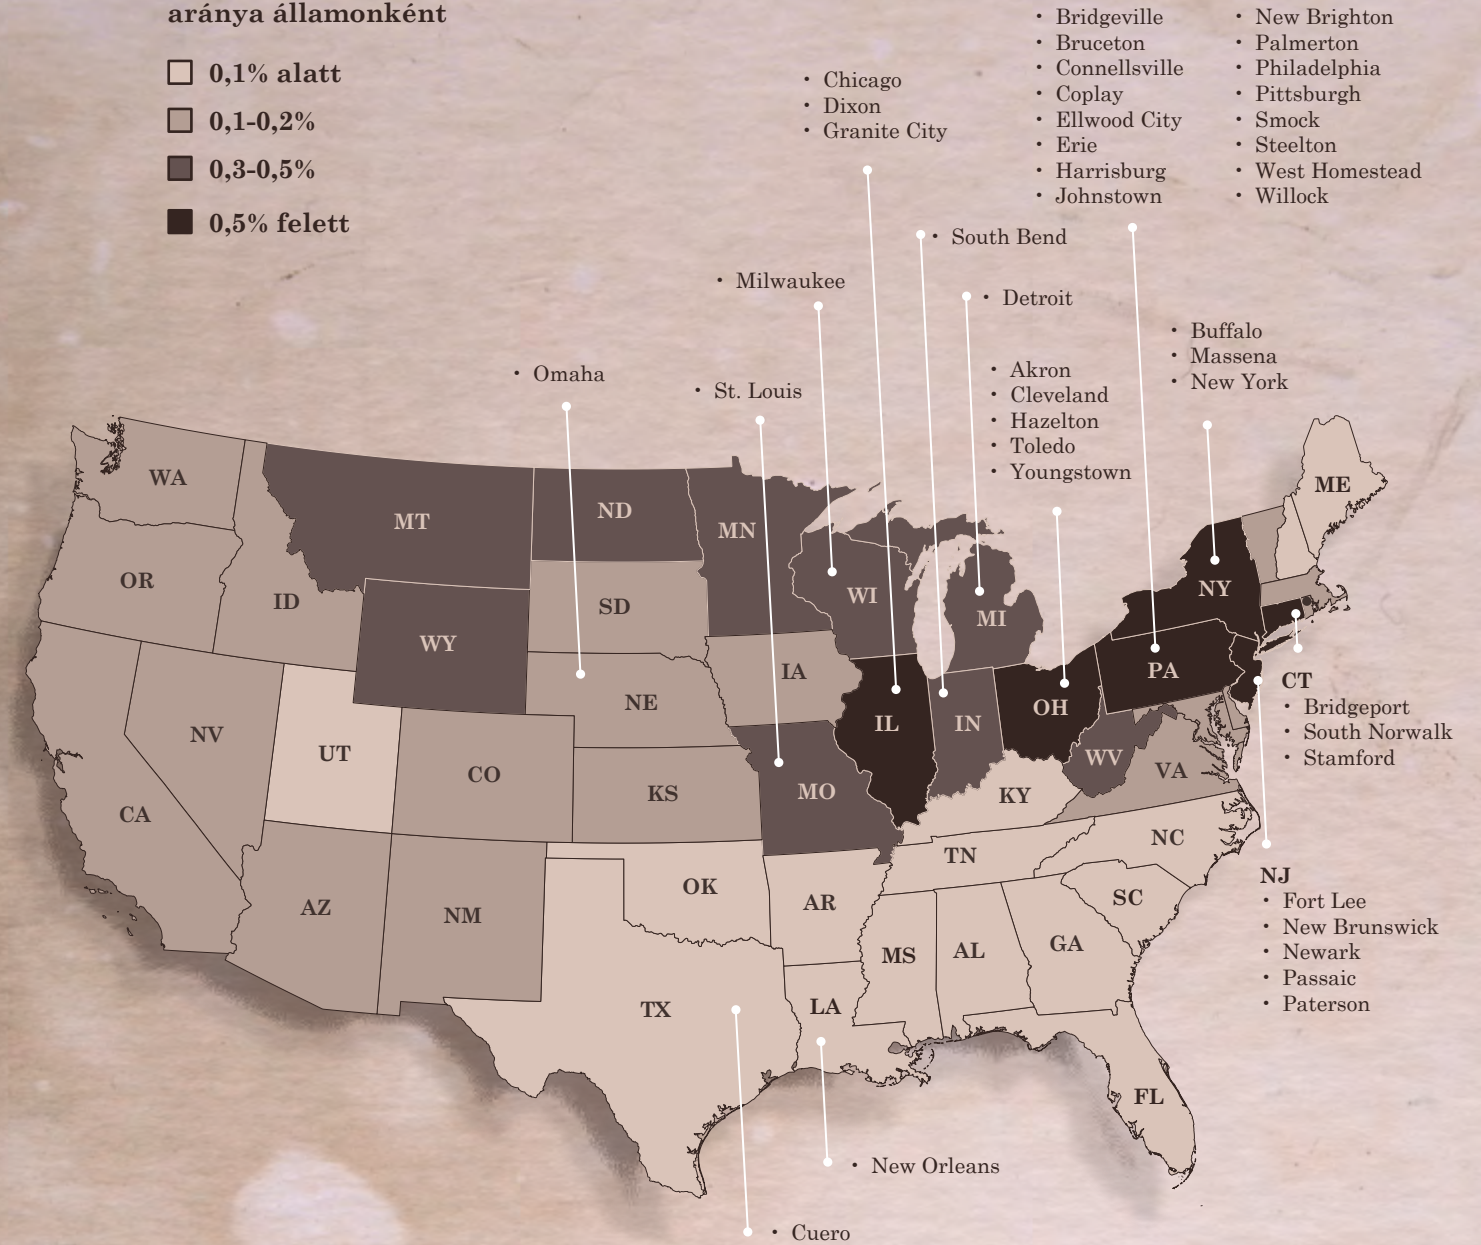 aránya államonként
0,1% alatt
0,1-0,2%
0,3-0,5%
0,5% felett
• Bridgeville
• Bruceton
• Connellsville
• Coplay
• Ellwood City
• Erie
• Harrisburg
• Johnstown
• New Brighton
• Palmerton
• Philadelphia
• Pittsburgh
• Smock
• Steelton
• West Homestead
• Willock
• Chicago
• Dixon
• Granite City
• South Bend
• Milwaukee
• Detroit
• Buffalo
• Massena
• New York
• Omaha
• St. Louis
• Akron
• Cleveland
• Hazelton
• Toledo
• Youngstown
WA
MT
ND
MN
ME
OR
ID
WY
SD
WI
MI
NY
NV
UT
CO
NE
IA
IL
IN
OH
PA
CT
• Bridgeport
• South Norwalk
• Stamford
CA
KS
MO
KY
WV
VA
AZ
NM
OK
AR
TN
NC
SC
NJ
• Fort Lee
• New Brunswick
• Newark
• Passaic
• Paterson
TX
LA
MS
AL
GA
FL
• New Orleans
• Cuero